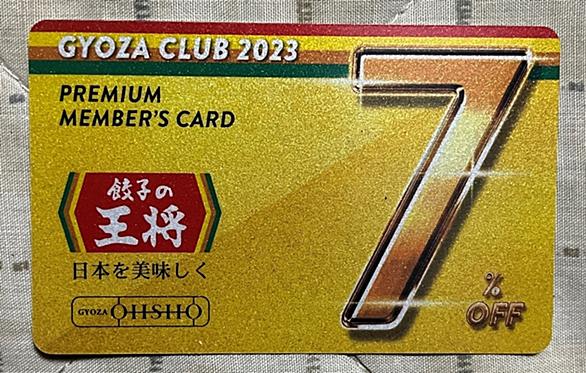 GYOZA CLUB 2023
PREMIUM
MEMBER'S CARD
7
% OFF
餃子の
王将
日本を美味しく
GYOZA OHSHO